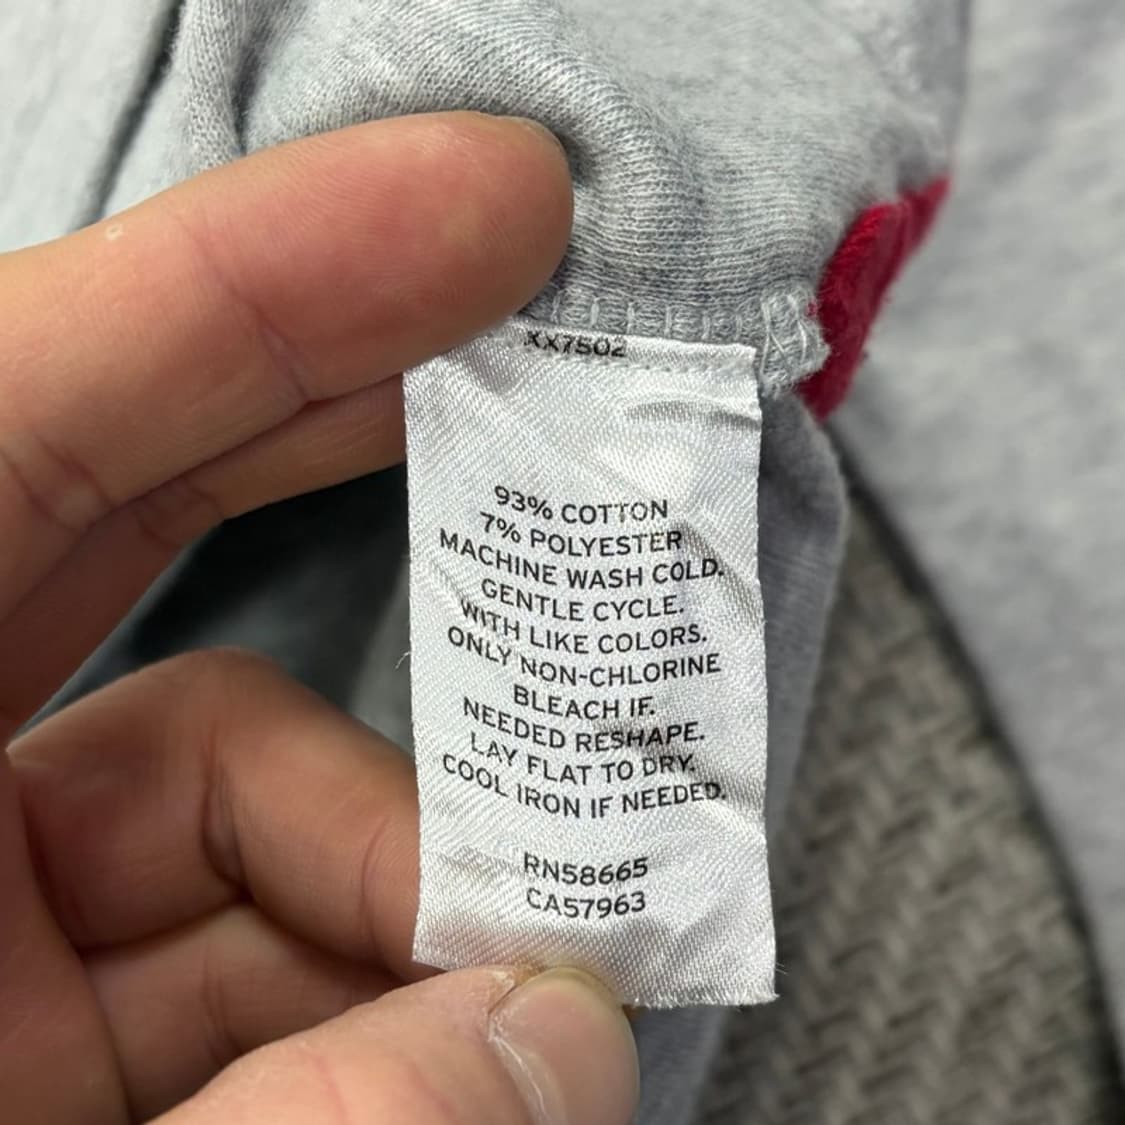 XX7502
93% COTTON
7% POLYESTER
MACHINE WASH COLD.
GENTLE CYCLE.
WITH LIKE COLORS.
ONLY NON-CHLORINE
BLEACH IF.
NEEDED RESHAPE.
LAY FLAT TO DRY.
COOL IRON IF NEEDED.
RN58665
CA57963